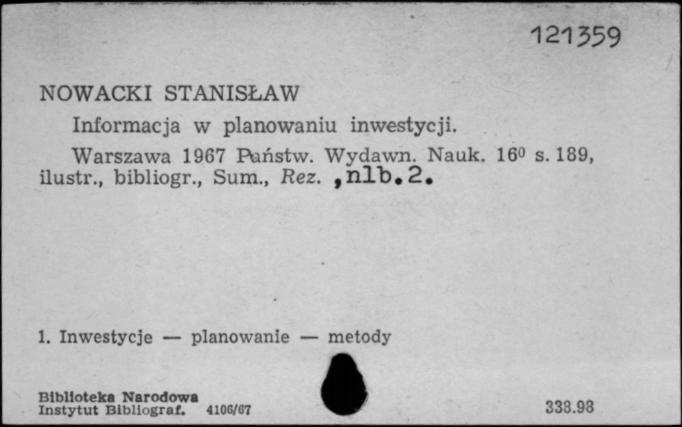 121359
NOWACKI STANISŁAW
Informacja w planowaniu inwestycji.
Warszawa 1967 Państw. Wydawn. Nauk. 16⁰ s. 189,
ilustr., bibliogr., Sum., Rez. ,nlb.2.
1. Inwestycje — planowanie — metody
Biblioteka Narodowa
Instytut Bibliograf. 4106/67
338.98